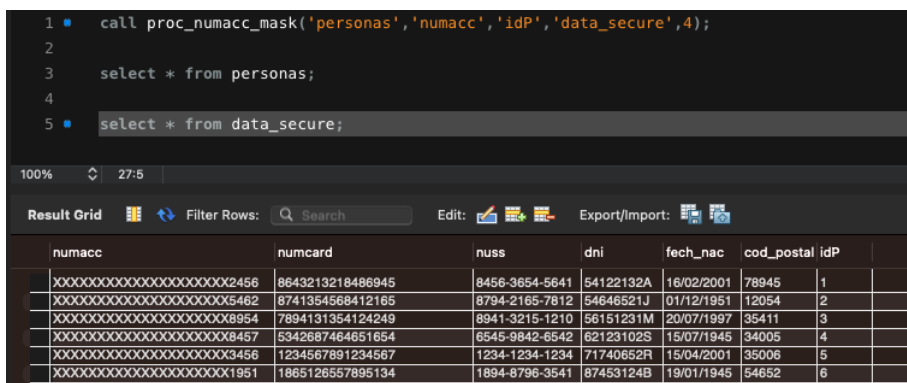 1 call proc_numacc_mask('personas','numacc','idP','data_secure',4);
2
3 select * from personas;
4
5 select * from data_secure;
100% 27:5
Result Grid Filter Rows: Search Edit: Export/Import:
numacc numcard nuss dni fech_nac cod_postal idP
XXXXXXXXXXXXXXXXXXXX2456 8643213218486945 8456-3654-5641 54122132A 16/02/2001 78945 1
XXXXXXXXXXXXXXXXXXXX5462 8741354568412165 8794-2165-7812 54646521J 01/12/1951 12054 2
XXXXXXXXXXXXXXXXXXXX8954 7894131354124249 8941-3215-1210 56151231M 20/07/1997 35411 3
XXXXXXXXXXXXXXXXXXXX8457 5342687464651654 6545-9842-6542 62123102S 15/07/1945 34005 4
XXXXXXXXXXXXXXXXXXXX3456 1234567891234567 1234-1234-1234 71740652R 15/04/2001 35006 5
XXXXXXXXXXXXXXXXXXXX1951 1865126557895134 1894-8796-3541 87453124B 19/01/1945 54652 6